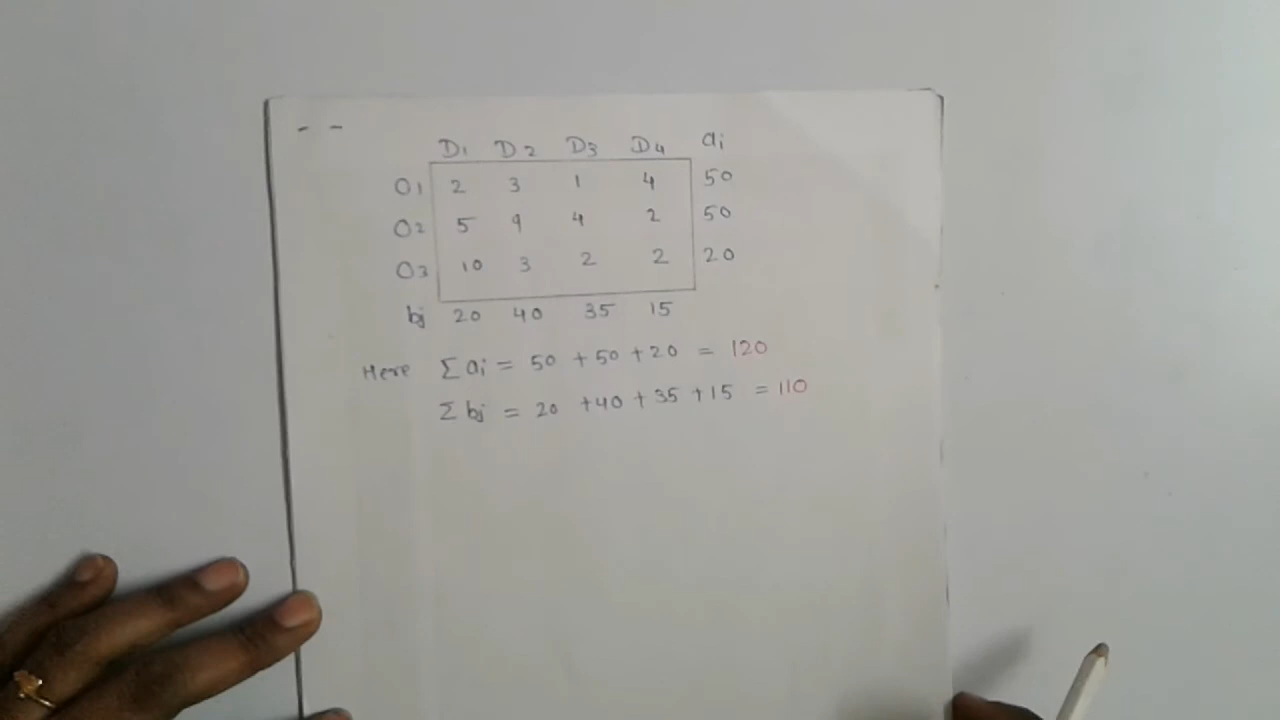 D1 D2 D3 D4 ai
O1 2 3 1 4 50
O2 5 9 4 2 50
O3 10 3 2 2 20
bj 20 40 35 15
Here Σ ai = 50 + 50 + 20 = 120
Σ bj = 20 + 40 + 35 + 15 = 110